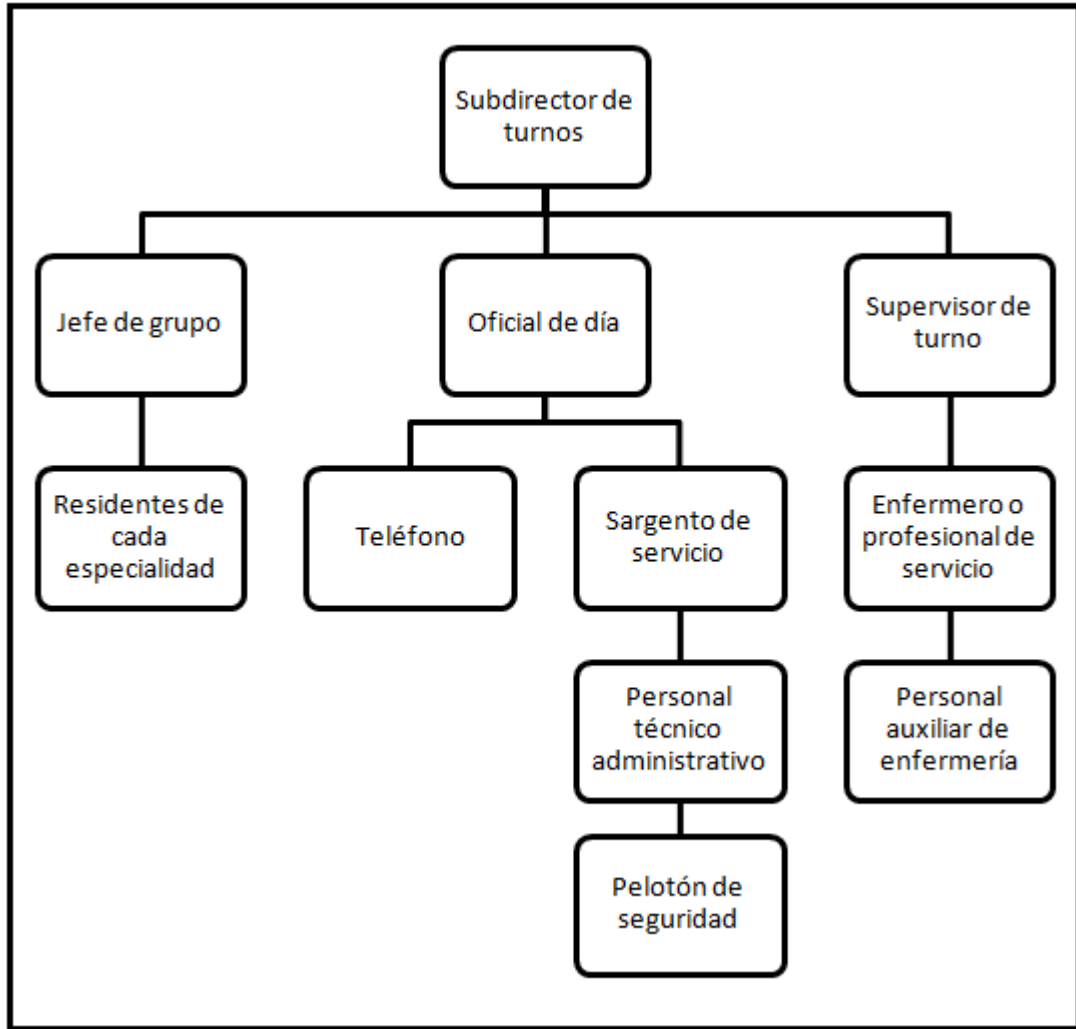 Subdirector de
turnos
Jefe de grupo
Oficial de día
Supervisor de
turno
Residentes de
cada
especialidad
Teléfono
Sargento de
servicio
Enfermero o
profesional de
servicio
Personal
técnico
administrativo
Personal
auxiliar de
enfermería
Pelotón de
seguridad